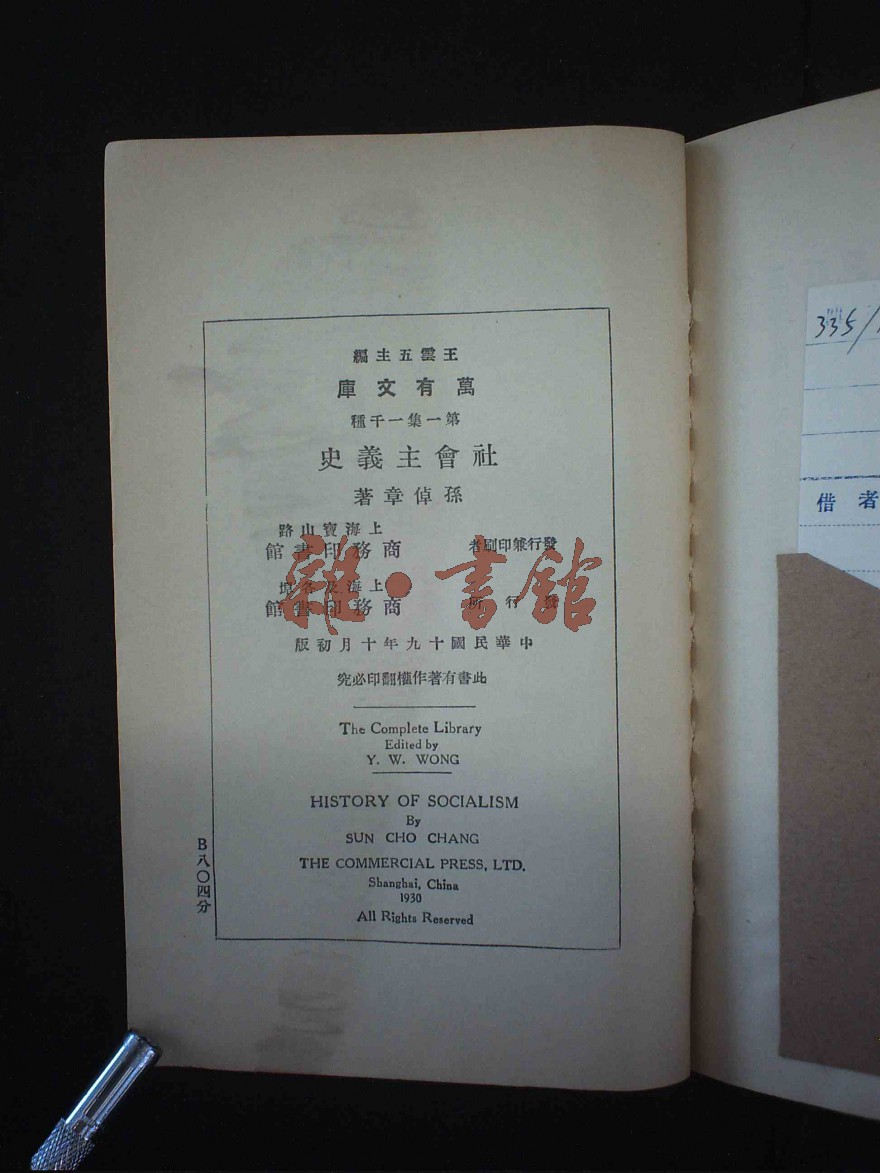 王雲五主編
萬有文庫
第一集一千種
社會主義史
孫倬章著
發行兼印刷者
上海寶山路
商務印書館
發行所
上海及各埠
商務印書館
雜·書館
中華民國十九年十月初版
此書有著作權翻印必究
The Complete Library
Edited by
Y. W. WONG
HISTORY OF SOCIALISM
By
SUN CHO CHANG
THE COMMERCIAL PRESS, LTD.
Shanghai, China
1930
All Rights Reserved
B八〇四分
335/
借者